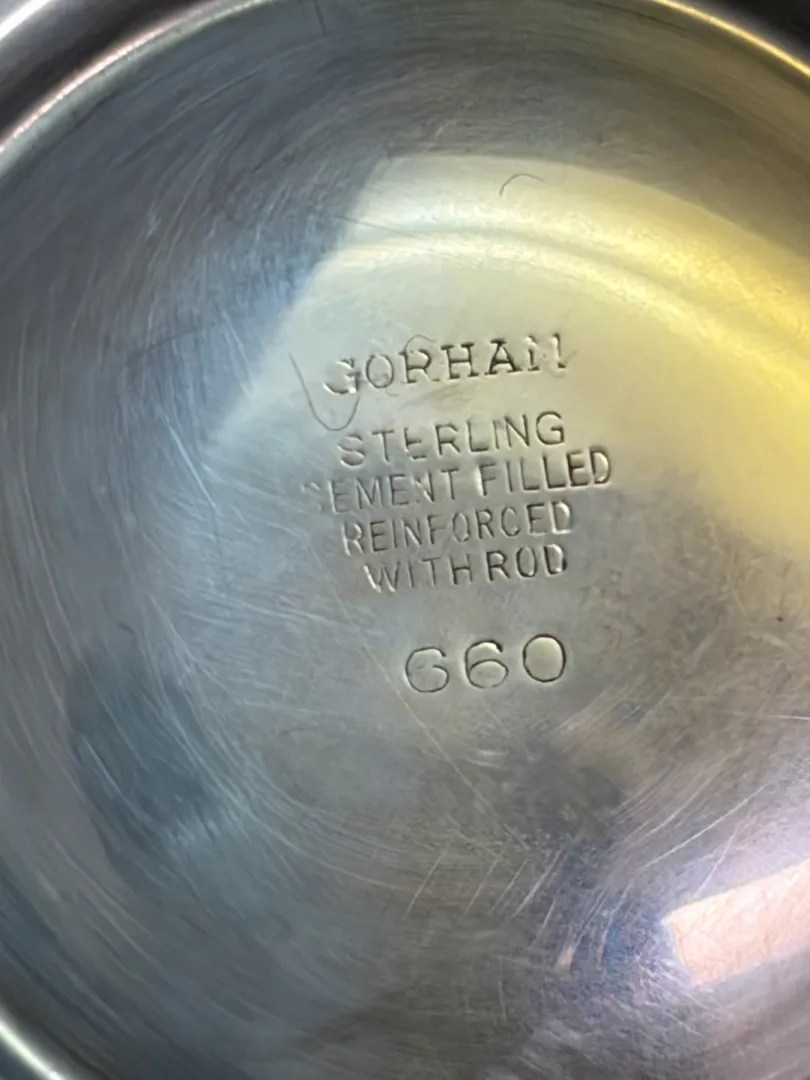 GORHAM
STERLING
CEMENT FILLED
REINFORCED
WITH ROD
660